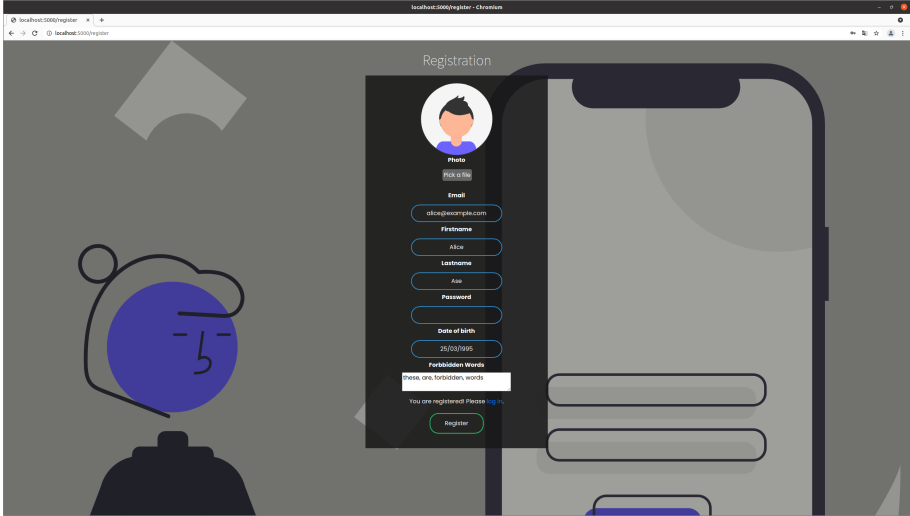 localhost:5000/register - Chromium
localhost:5000/register
localhost:5000/register
Registration
Photo
Pick a file
Email
alice@example.com
Firstname
Alice
Lastname
Ase
Password
Date of birth
25/03/1995
Forbbidden Words
these, are, forbidden, words
You are registered! Please log in.
Register